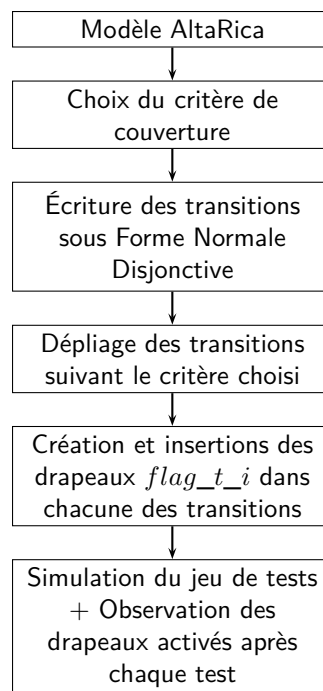 Modèle AltaRica
Choix du critère de
couverture
Écriture des transitions
sous Forme Normale
Disjonctive
Dépliage des transitions
suivant le critère choisi
Création et insertions des
drapeaux flag_t_i dans
chacune des transitions
Simulation du jeu de tests
+ Observation des
drapeaux activés après
chaque test